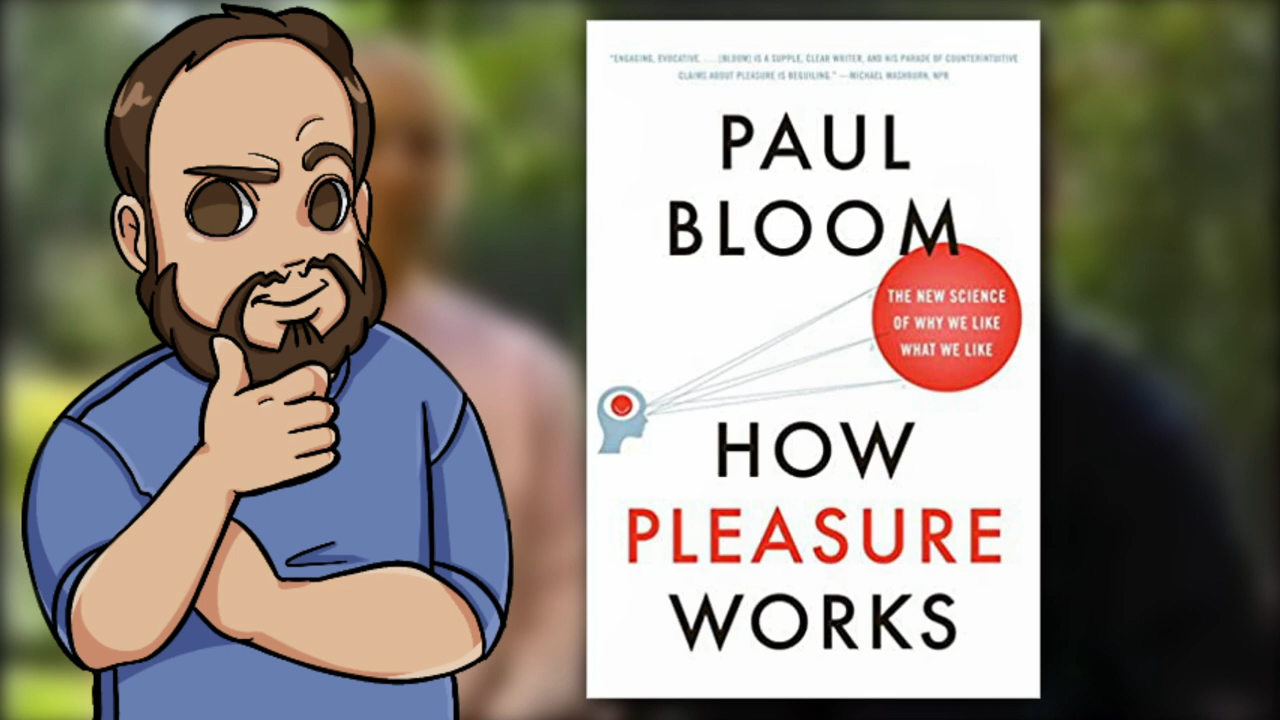 "ENGAGING, EVOCATIVE, .... [BLOOM] IS A SUPPLE, CLEAR WRITER, AND HIS PARADE OF COUNTERINTUITIVE
CLAIMS ABOUT PLEASURE IS BEGUILING." —MICHAEL WASHBURN, NPR
PAUL
BLOOM
THE NEW SCIENCE
OF WHY WE LIKE
WHAT WE LIKE
HOW
PLEASURE
WORKS